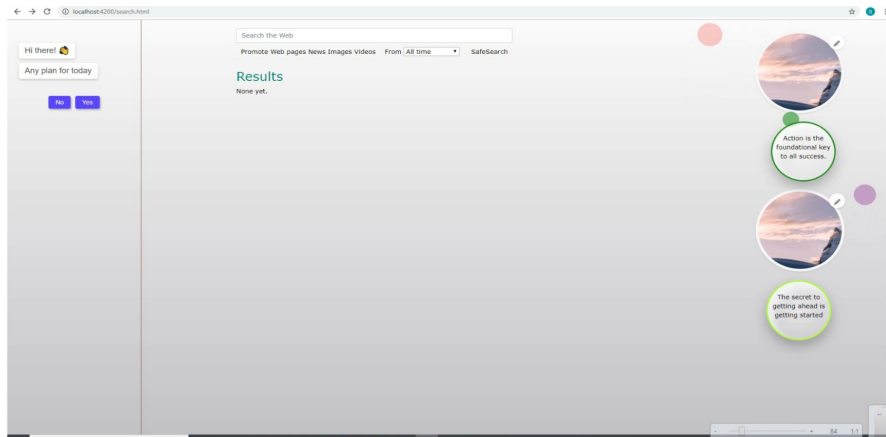 localhost:4200/search.html
Search the Web
Hi there!
Promote Web pages News Images Videos From All time SafeSearch
Any plan for today
Results
None yet.
No Yes
Action is the
foundational key
to all success.
The secret to
getting ahead is
getting started
- + 84 1:1